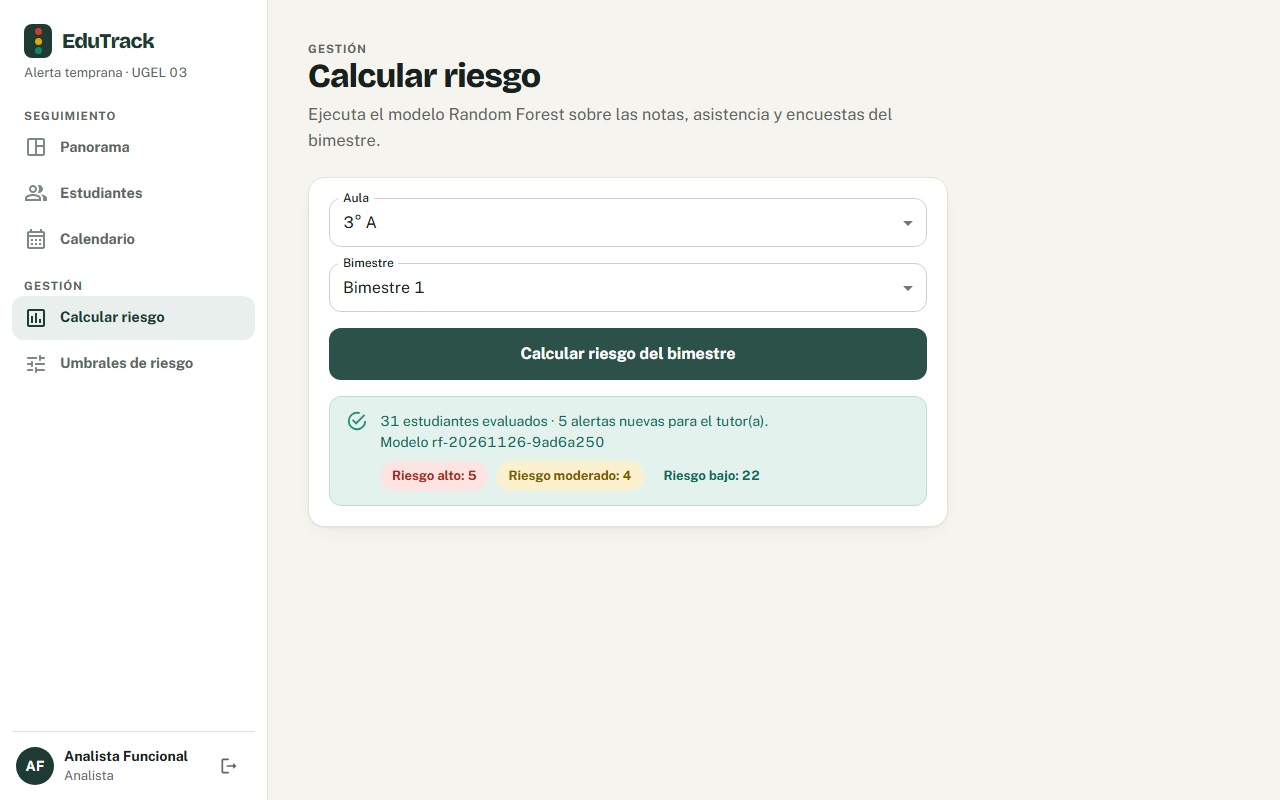 EduTrack
Alerta temprana · UGEL 03
SEGUIMIENTO
Panorama
Estudiantes
Calendario
GESTIÓN
Calcular riesgo
Umbrales de riesgo
AF
Analista Funcional
Analista
GESTIÓN
Calcular riesgo
Ejecuta el modelo Random Forest sobre las notas, asistencia y encuestas del
bimestre.
Aula
3° A
Bimestre
Bimestre 1
Calcular riesgo del bimestre
31 estudiantes evaluados · 5 alertas nuevas para el tutor(a).
Modelo rf-20261126-9ad6a250
Riesgo alto: 5 Riesgo moderado: 4 Riesgo bajo: 22